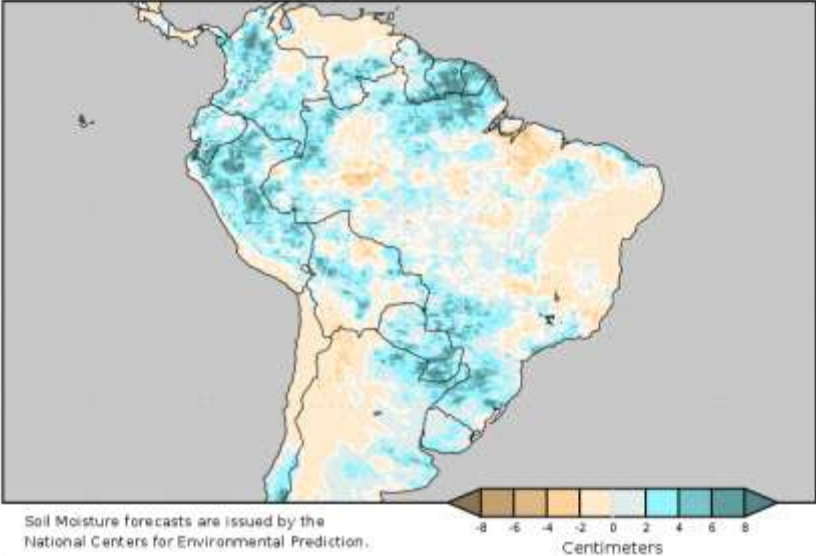 Soil Moisture forecasts are issued by the
National Centers for Environmental Prediction.
-8 -6 -4 -2 0 2 4 6 8
Centimeters